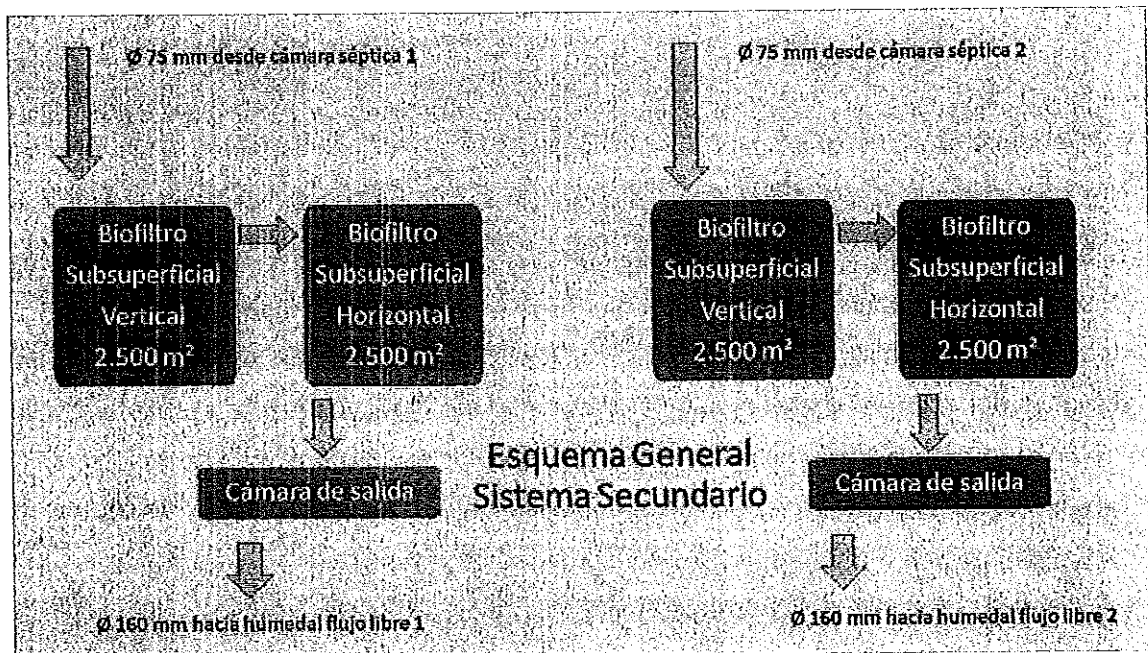 Ø 75 mm desde cámara séptica 1
Biofiltro
Subsuperficial
Vertical
2.500 m²
Biofiltro
Subsuperficial
Horizontal
2.500 m²
Cámara de salida
Ø 160 mm hacia humedal flujo libre 1
Esquema General
Sistema Secundario
Ø 75 mm desde cámara séptica 2
Biofiltro
Subsuperficial
Vertical
2.500 m²
Biofiltro
Subsuperficial
Horizontal
2.500 m²
Cámara de salida
Ø 160 mm hacia humedal flujo libre 2